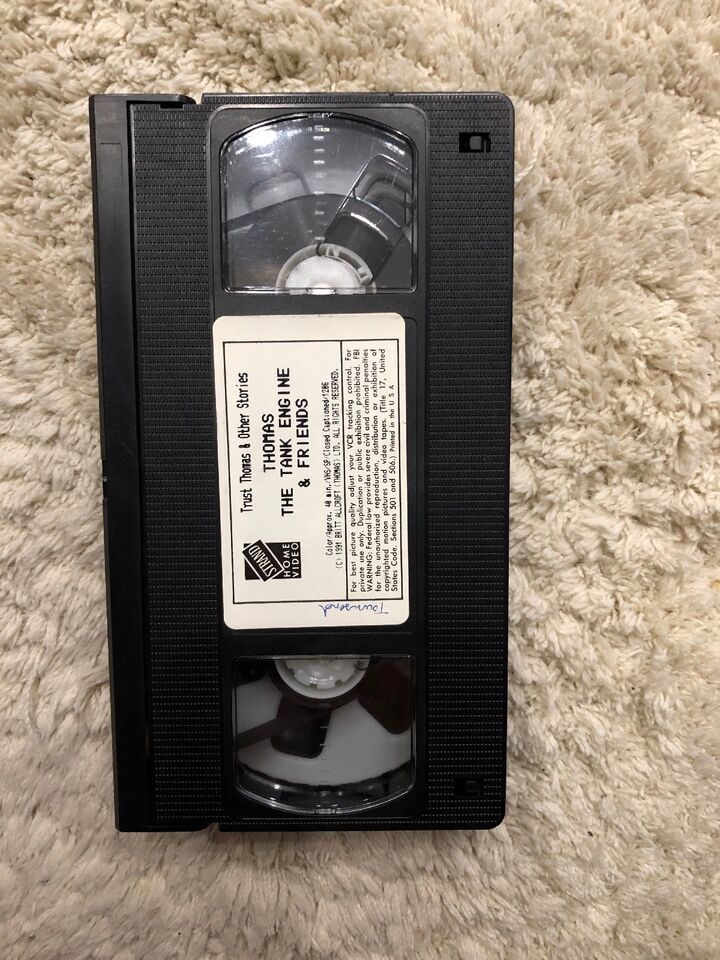 Trust Thomas & Other Stories
THOMAS
THE TANK ENGINE
& FRIENDS
Color/Approx. 40 min./VHS/SP/Closed Captioned/1206
(C) 1991 BRITT ALLCROFT (THOMAS) LTD. ALL RIGHTS RESERVED.
STRAND
HOME
VIDEO
For best picture quality adjust your VCR tracking control. For
private use only. Duplication or public exhibition prohibited. FBI
WARNING: Federal law provides severe civil and criminal penalties
for the unauthorized reproduction, distribution or exhibition of
copyrighted motion pictures and video tapes. (Title 17, United
States Code. Sections 501 and 506.) Printed in the U S A
Townsend